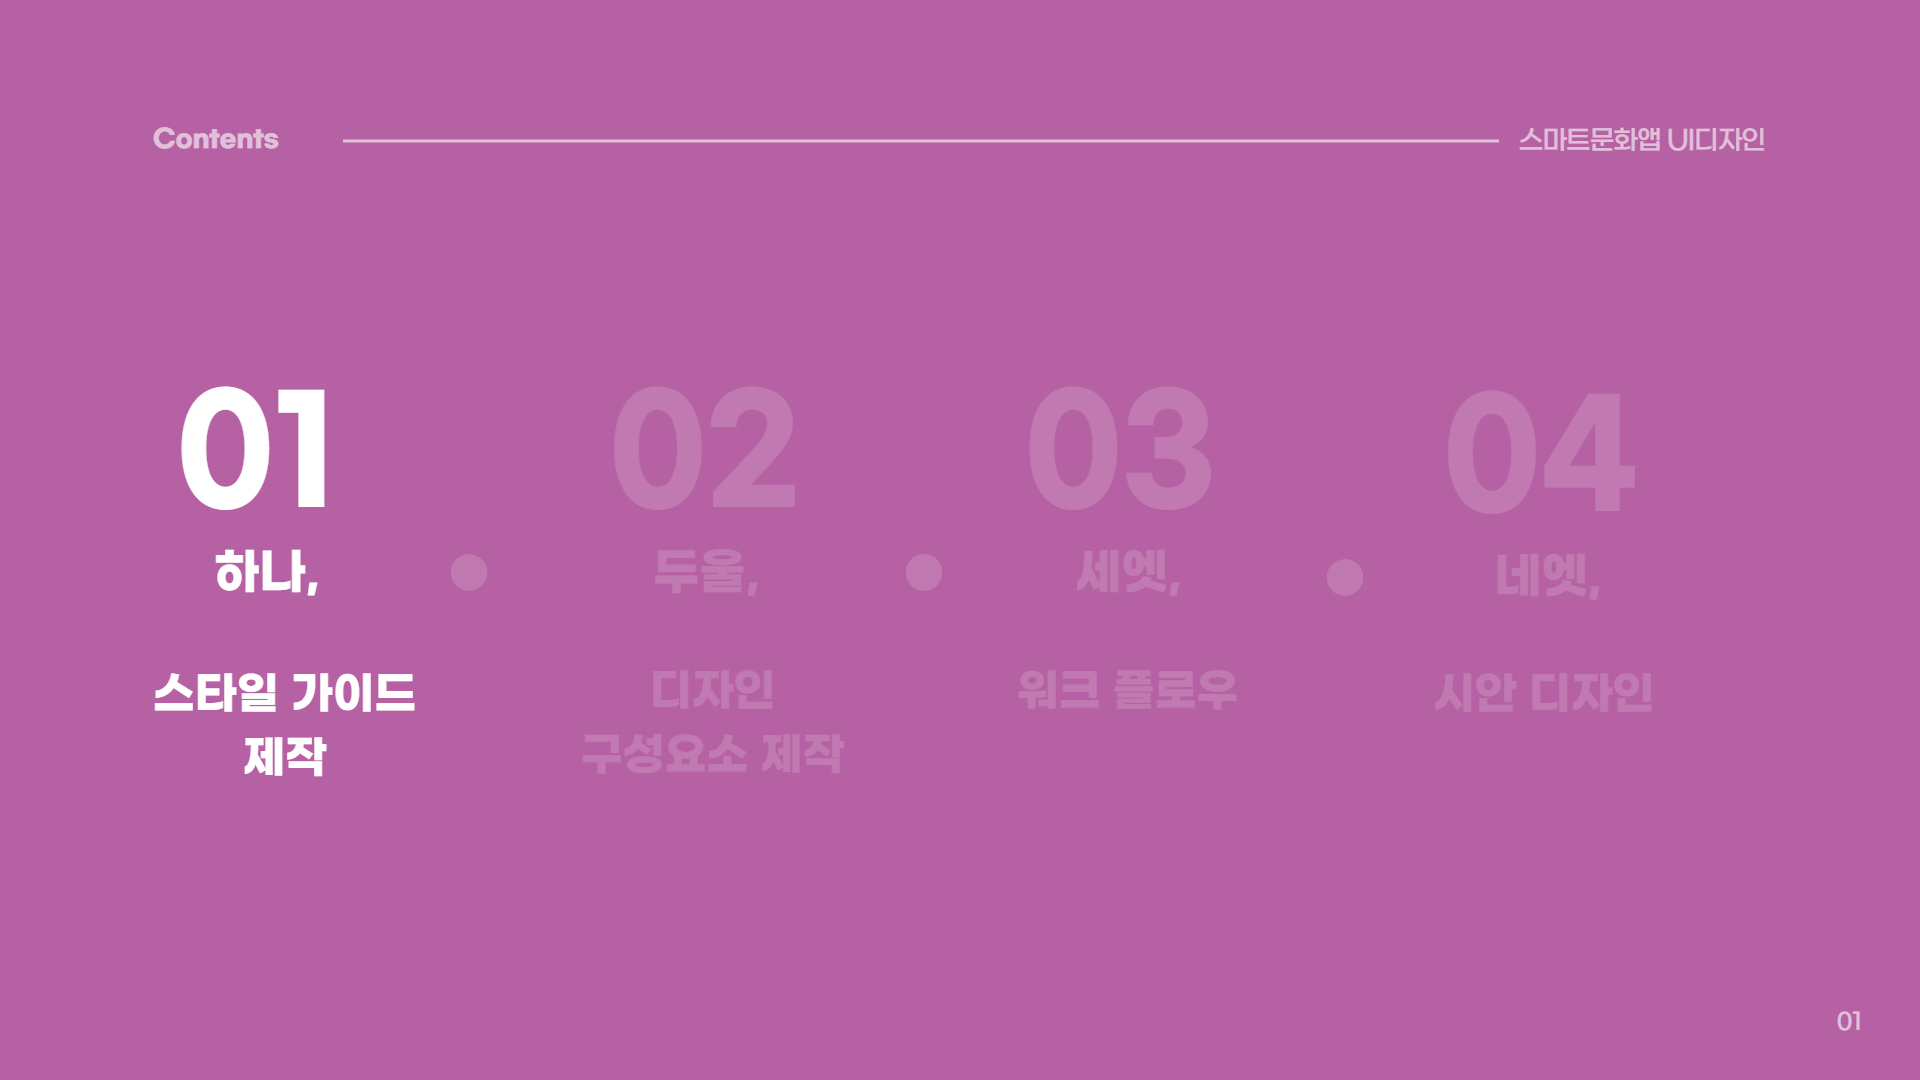 Contents
스마트문화앱 UI디자인
01
하나,
스타일 가이드
제작
02
두울,
디자인
구성요소 제작
03
세엣,
워크 플로우
04
네엣,
시안 디자인
01